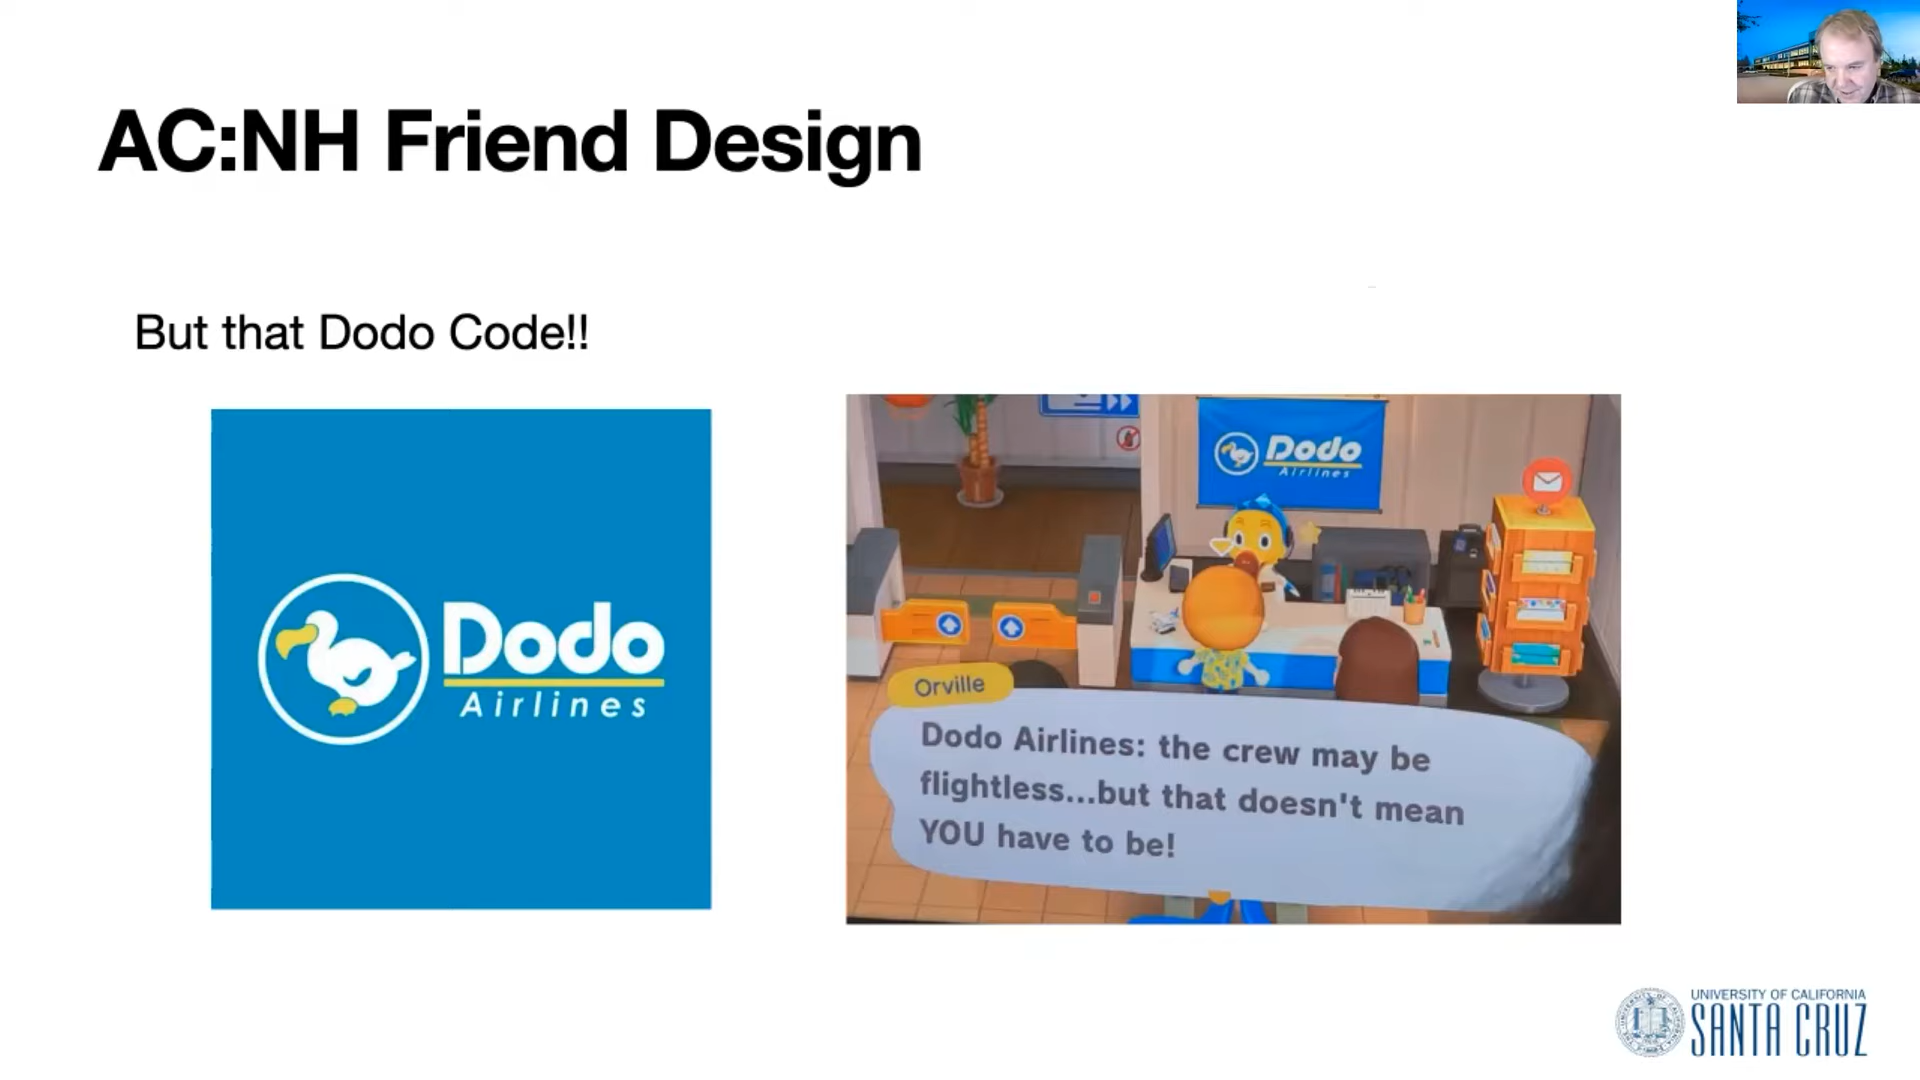 AC:NH Friend Design
But that Dodo Code!!
Dodo
Airlines
Dodo
Airlines
Orville
Dodo Airlines: the crew may be
flightless...but that doesn't mean
YOU have to be!
UNIVERSITY OF CALIFORNIA
SANTA CRUZ